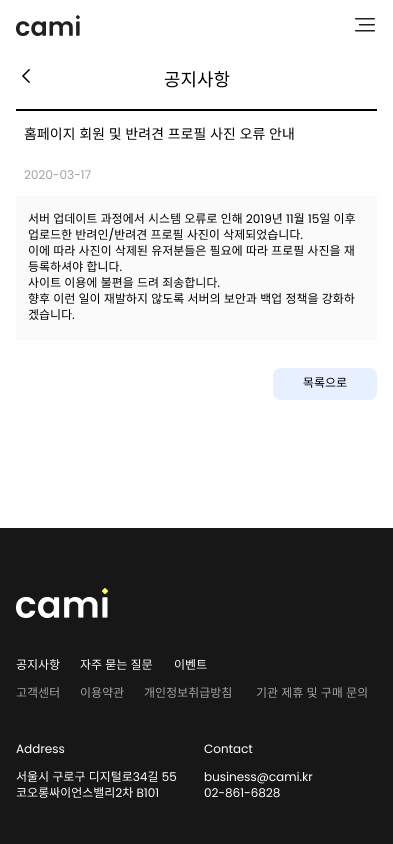 cami
공지사항
홈페이지 회원 및 반려견 프로필 사진 오류 안내
2020-03-17
서버 업데이트 과정에서 시스템 오류로 인해 2019년 11월 15일 이후
업로드한 반려인/반려견 프로필 사진이 삭제되었습니다.
이에 따라 사진이 삭제된 유저분들은 필요에 따라 프로필 사진을 재
등록하셔야 합니다.
사이트 이용에 불편을 드려 죄송합니다.
향후 이런 일이 재발하지 않도록 서버의 보안과 백업 정책을 강화하
겠습니다.
목록으로
cami
공지사항 자주 묻는 질문 이벤트
고객센터 이용약관 개인정보취급방침 기관 제휴 및 구매 문의
Address Contact
서울시 구로구 디지털로34길 55 business@cami.kr
코오롱싸이언스밸리2차 B101 02-861-6828